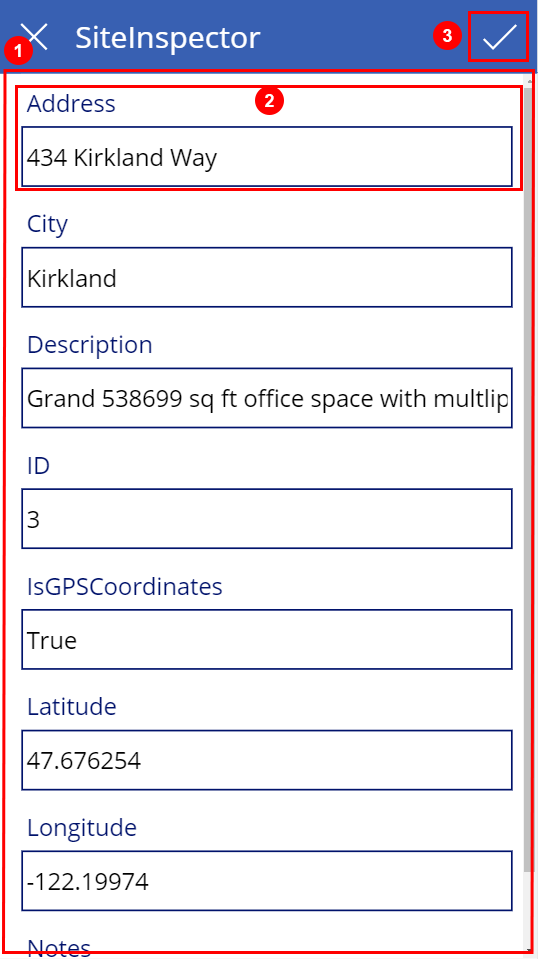 1 SiteInspector 3
Address 2
434 Kirkland Way
City
Kirkland
Description
Grand 538699 sq ft office space with multlip
ID
3
IsGPSCoordinates
True
Latitude
47.676254
Longitude
-122.19974
Notes